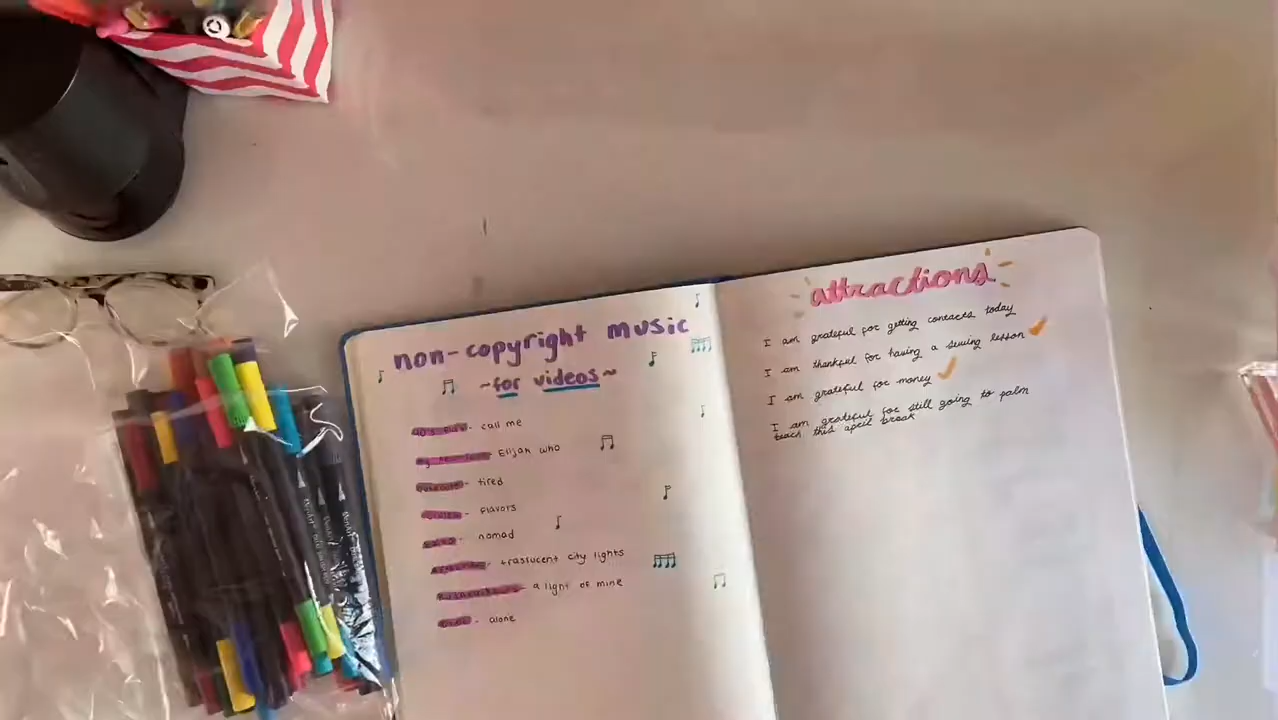 non-copyright music
~for videos~
- call me
- Elijah who
- tired
- flavors
- nomad
- traslucent city lights
- a light of mine
- alone
attractions
I am grateful for getting contacts today
I am thankful for having a sewing lesson
I am grateful for money
I am grateful for still going to palm
beach this april break